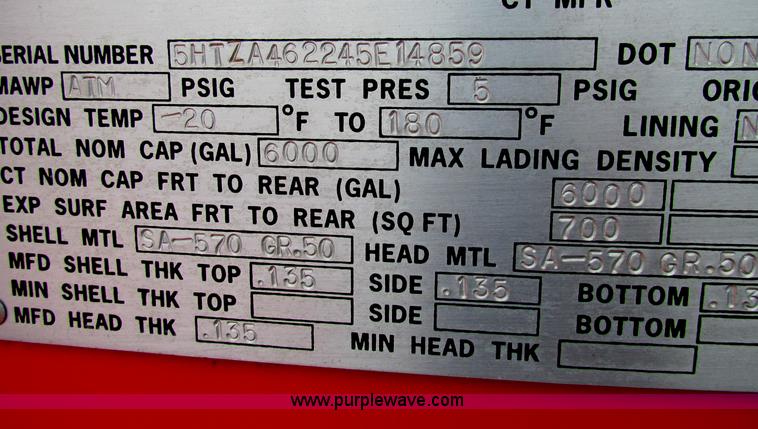 CT MFR
SERIAL NUMBER 5HTZA462245E14859 DOT NON
MAWP ATM PSIG TEST PRES 5 PSIG ORIG
DESIGN TEMP -20 °F TO 180 °F LINING N
TOTAL NOM CAP (GAL) 6000 MAX LADING DENSITY
CT NOM CAP FRT TO REAR (GAL) 6000
EXP SURF AREA FRT TO REAR (SQ FT) 700
SHELL MTL SA-570 GR.50 HEAD MTL SA-570 GR.50
MFD SHELL THK TOP .135 SIDE .135 BOTTOM .13
MIN SHELL THK TOP SIDE BOTTOM
MFD HEAD THK .135 MIN HEAD THK
www.purplewave.com